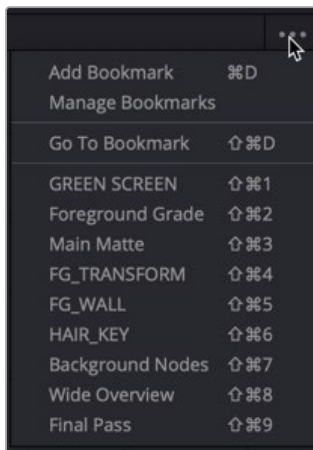 Add Bookmark ⌘D
Manage Bookmarks
Go To Bookmark ⇧⌘D
GREEN SCREEN ⇧⌘1
Foreground Grade ⇧⌘2
Main Matte ⇧⌘3
FG_TRANSFORM ⇧⌘4
FG_WALL ⇧⌘5
HAIR_KEY ⇧⌘6
Background Nodes ⇧⌘7
Wide Overview ⇧⌘8
Final Pass ⇧⌘9